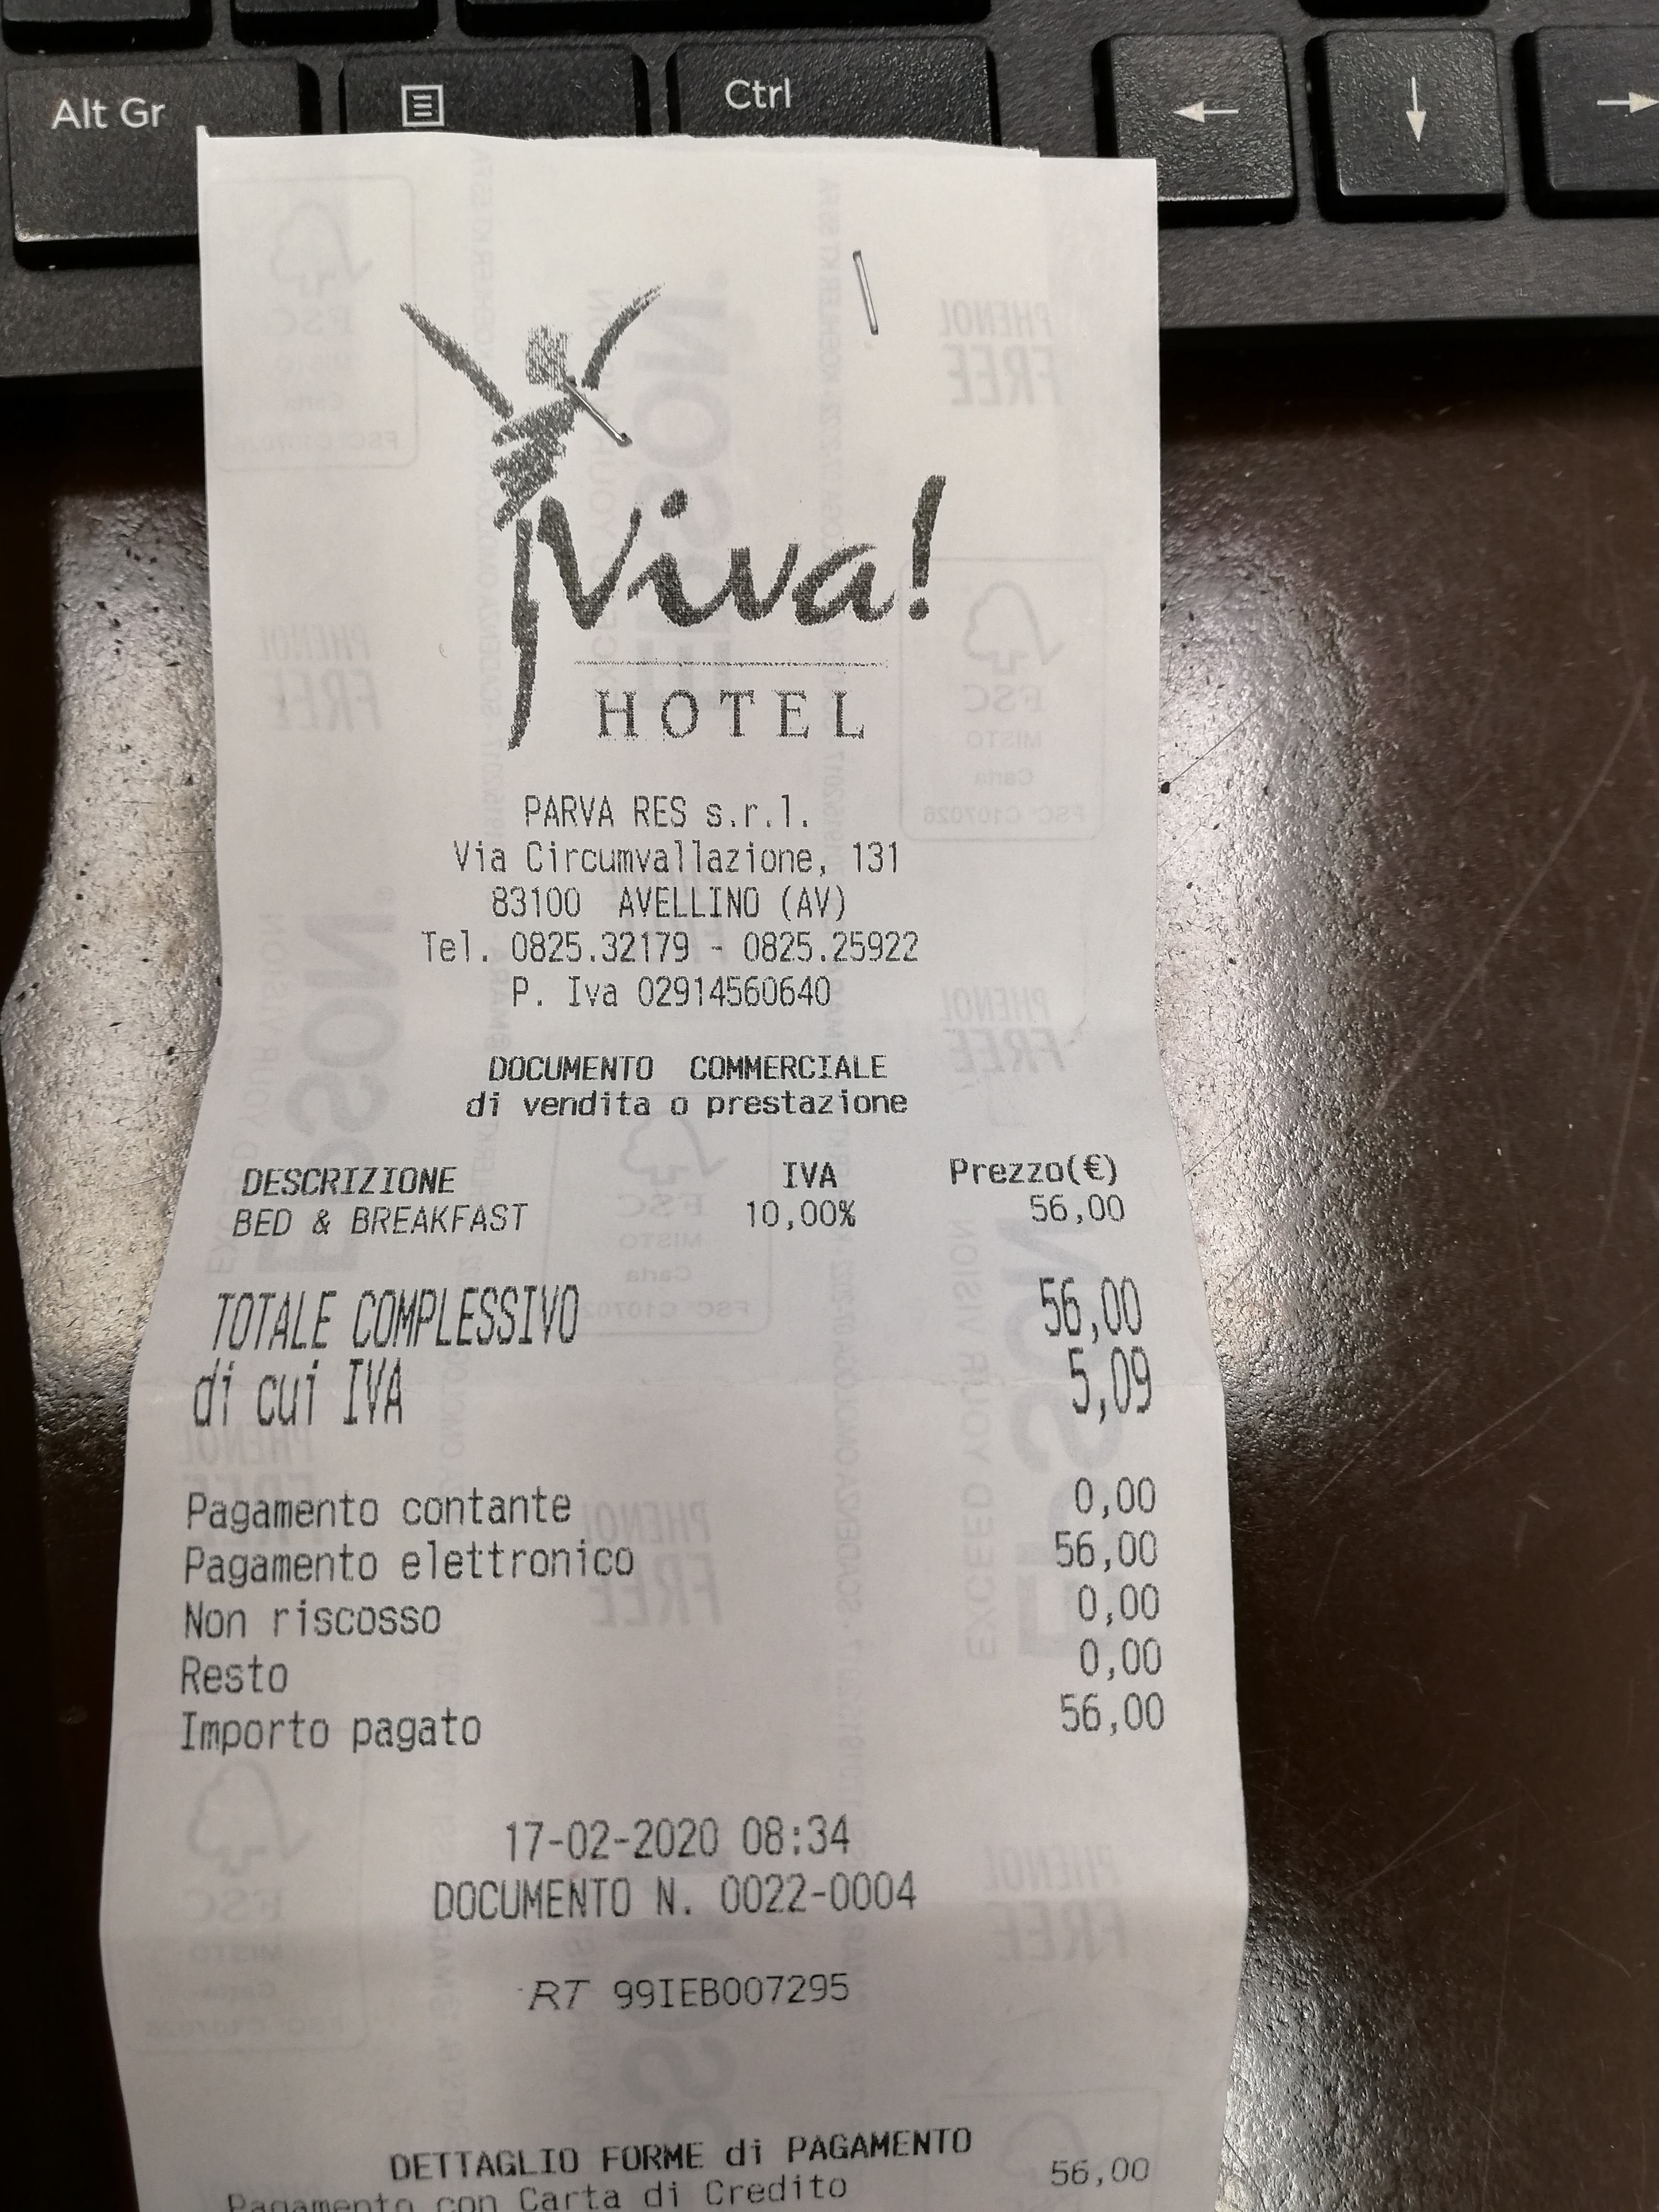 Alt Gr
Ctrl
¡Viva!
HOTEL
PARVA RES s.r.l.
Via Circumvallazione, 131
83100 AVELLINO (AV)
Tel. 0825.32179 - 0825.25922
P. Iva 02914560640
DOCUMENTO COMMERCIALE
di vendita o prestazione
DESCRIZIONE IVA Prezzo(€)
BED & BREAKFAST 10,00% 56,00
TOTALE COMPLESSIVO 56,00
di cui IVA 5,09
Pagamento contante 0,00
Pagamento elettronico 56,00
Non riscosso 0,00
Resto 0,00
Importo pagato 56,00
17-02-2020 08:34
DOCUMENTO N. 0022-0004
RT 99IEB007295
DETTAGLIO FORME di PAGAMENTO
Pagamento con Carta di Credito 56,00